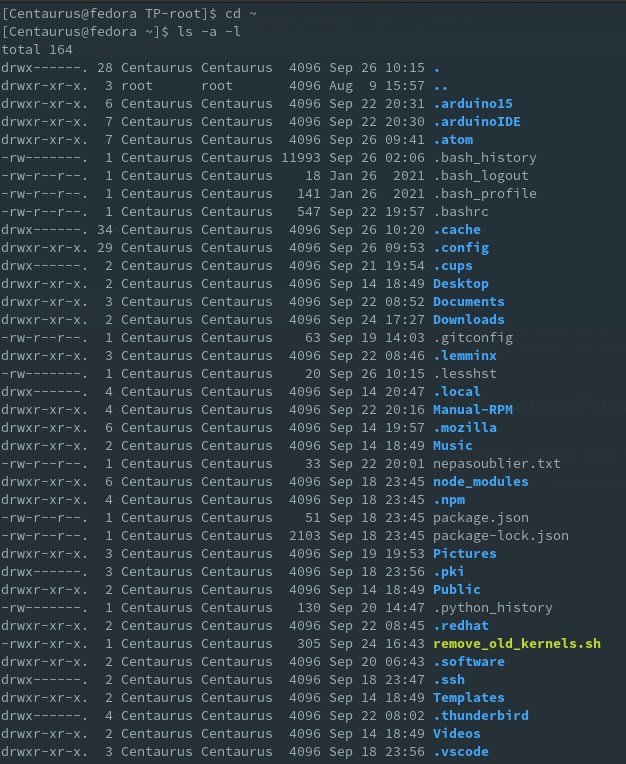 [Centaurus@fedora TP-root]$ cd ~
[Centaurus@fedora ~]$ ls -a -l
total 164
drwx------. 28 Centaurus Centaurus  4096 Sep 26 10:15 .
drwxr-xr-x.  3 root      root       4096 Aug  9 15:57 ..
drwxr-xr-x.  6 Centaurus Centaurus  4096 Sep 22 20:31 .arduino15
drwxr-xr-x.  7 Centaurus Centaurus  4096 Sep 22 20:30 .arduinoIDE
drwxr-xr-x.  7 Centaurus Centaurus  4096 Sep 26 09:41 .atom
-rw-------.  1 Centaurus Centaurus 11993 Sep 26 02:06 .bash_history
-rw-r--r--.  1 Centaurus Centaurus    18 Jan 26  2021 .bash_logout
-rw-r--r--.  1 Centaurus Centaurus   141 Jan 26  2021 .bash_profile
-rw-r--r--.  1 Centaurus Centaurus   547 Sep 22 19:57 .bashrc
drwx------. 34 Centaurus Centaurus  4096 Sep 26 10:20 .cache
drwxr-xr-x. 29 Centaurus Centaurus  4096 Sep 26 09:53 .config
drwx------.  2 Centaurus Centaurus  4096 Sep 21 19:54 .cups
drwxr-xr-x.  2 Centaurus Centaurus  4096 Sep 14 18:49 Desktop
drwxr-xr-x.  3 Centaurus Centaurus  4096 Sep 22 08:52 Documents
drwxr-xr-x.  2 Centaurus Centaurus  4096 Sep 24 17:27 Downloads
-rw-r--r--.  1 Centaurus Centaurus    63 Sep 19 14:03 .gitconfig
drwxr-xr-x.  3 Centaurus Centaurus  4096 Sep 22 08:46 .lemminx
-rw-------.  1 Centaurus Centaurus    20 Sep 26 10:15 .lesshst
drwx------.  4 Centaurus Centaurus  4096 Sep 14 20:47 .local
drwxr-xr-x.  4 Centaurus Centaurus  4096 Sep 22 20:16 Manual-RPM
drwxr-xr-x.  6 Centaurus Centaurus  4096 Sep 14 19:57 .mozilla
drwxr-xr-x.  2 Centaurus Centaurus  4096 Sep 14 18:49 Music
-rw-r--r--.  1 Centaurus Centaurus    33 Sep 22 20:01 nepasoublier.txt
drwxr-xr-x.  6 Centaurus Centaurus  4096 Sep 18 23:45 node_modules
drwxr-xr-x.  4 Centaurus Centaurus  4096 Sep 18 23:45 .npm
-rw-r--r--.  1 Centaurus Centaurus    51 Sep 18 23:45 package.json
-rw-r--r--.  1 Centaurus Centaurus  2103 Sep 18 23:45 package-lock.json
drwxr-xr-x.  3 Centaurus Centaurus  4096 Sep 19 19:53 Pictures
drwx------.  3 Centaurus Centaurus  4096 Sep 18 23:56 .pki
drwxr-xr-x.  2 Centaurus Centaurus  4096 Sep 14 18:49 Public
-rw-------.  1 Centaurus Centaurus   130 Sep 20 14:47 .python_history
drwxr-xr-x.  2 Centaurus Centaurus  4096 Sep 22 08:45 .redhat
-rwxr-xr-x.  1 Centaurus Centaurus   305 Sep 24 16:43 remove_old_kernels.sh
drwxr-xr-x.  2 Centaurus Centaurus  4096 Sep 20 06:43 .software
drwx------.  2 Centaurus Centaurus  4096 Sep 18 23:47 .ssh
drwxr-xr-x.  2 Centaurus Centaurus  4096 Sep 14 18:49 Templates
drwx------.  4 Centaurus Centaurus  4096 Sep 22 08:02 .thunderbird
drwxr-xr-x.  2 Centaurus Centaurus  4096 Sep 14 18:49 Videos
drwxr-xr-x.  3 Centaurus Centaurus  4096 Sep 18 23:56 .vscode